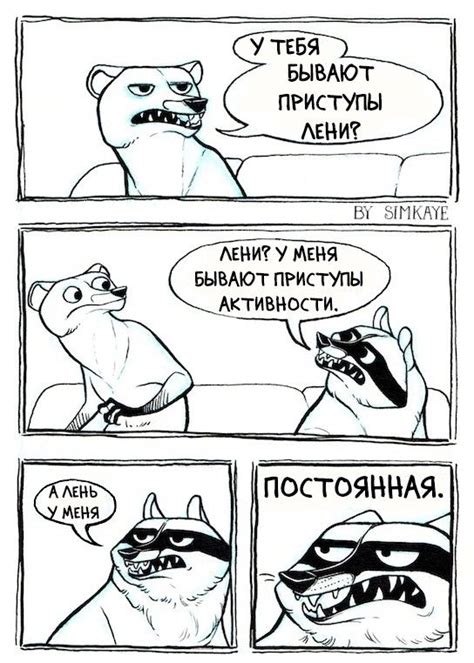 У ТЕБЯ
БЫВАЮТ
ПРИСТУПЫ
ЛЕНИ?
BY SIMKAYE
ЛЕНИ? У МЕНЯ
БЫВАЮТ ПРИСТУПЫ
АКТИВНОСТИ.
А ЛЕНЬ
У МЕНЯ
ПОСТОЯННАЯ.